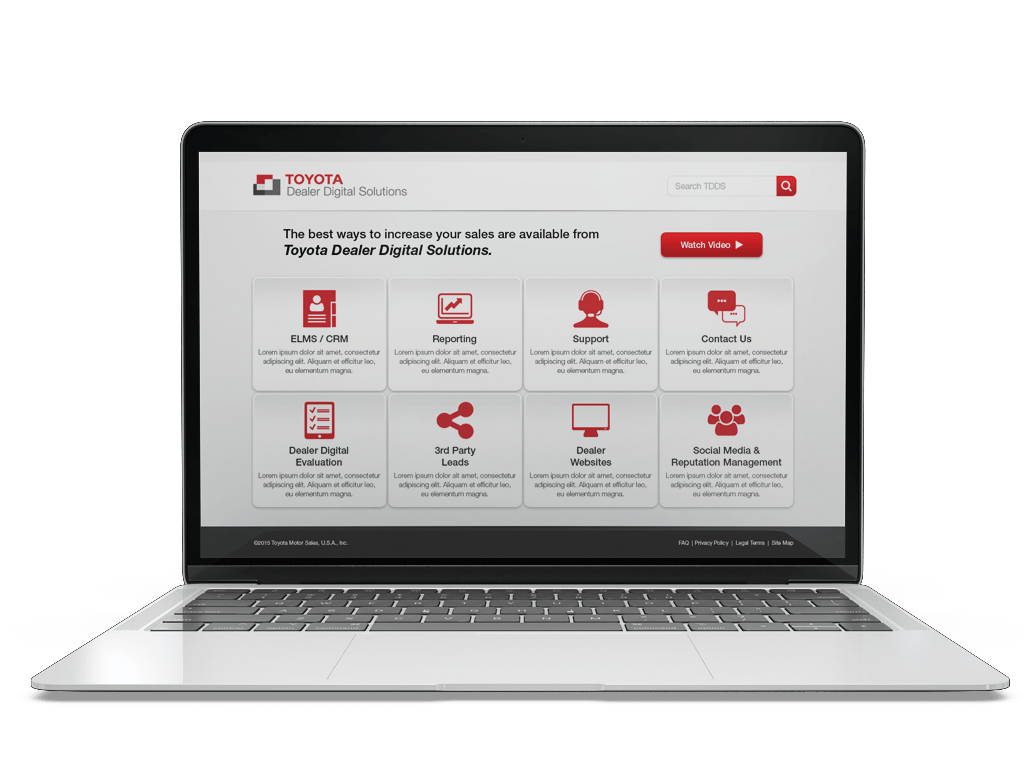 TOYOTA
Dealer Digital Solutions
Search TDDS
The best ways to increase your sales are available from
Toyota Dealer Digital Solutions.
Watch Video
ELMS / CRM
Lorem ipsum dolor sit amet, consectetur
adipiscing elit. Aliquam et efficitur leo,
eu elementum magna.
Reporting
Lorem ipsum dolor sit amet, consectetur
adipiscing elit. Aliquam et efficitur leo,
eu elementum magna.
Support
Lorem ipsum dolor sit amet, consectetur
adipiscing elit. Aliquam et efficitur leo,
eu elementum magna.
Contact Us
Lorem ipsum dolor sit amet, consectetur
adipiscing elit. Aliquam et efficitur leo,
eu elementum magna.
Dealer Digital
Evaluation
Lorem ipsum dolor sit amet, consectetur
adipiscing elit. Aliquam et efficitur leo,
eu elementum magna.
3rd Party
Leads
Lorem ipsum dolor sit amet, consectetur
adipiscing elit. Aliquam et efficitur leo,
eu elementum magna.
Dealer
Websites
Lorem ipsum dolor sit amet, consectetur
adipiscing elit. Aliquam et efficitur leo,
eu elementum magna.
Social Media &
Reputation Management
Lorem ipsum dolor sit amet, consectetur
adipiscing elit. Aliquam et efficitur leo,
eu elementum magna.
©2015 Toyota Motor Sales, U.S.A., Inc.
FAQ | Privacy Policy | Legal Terms | Site Map